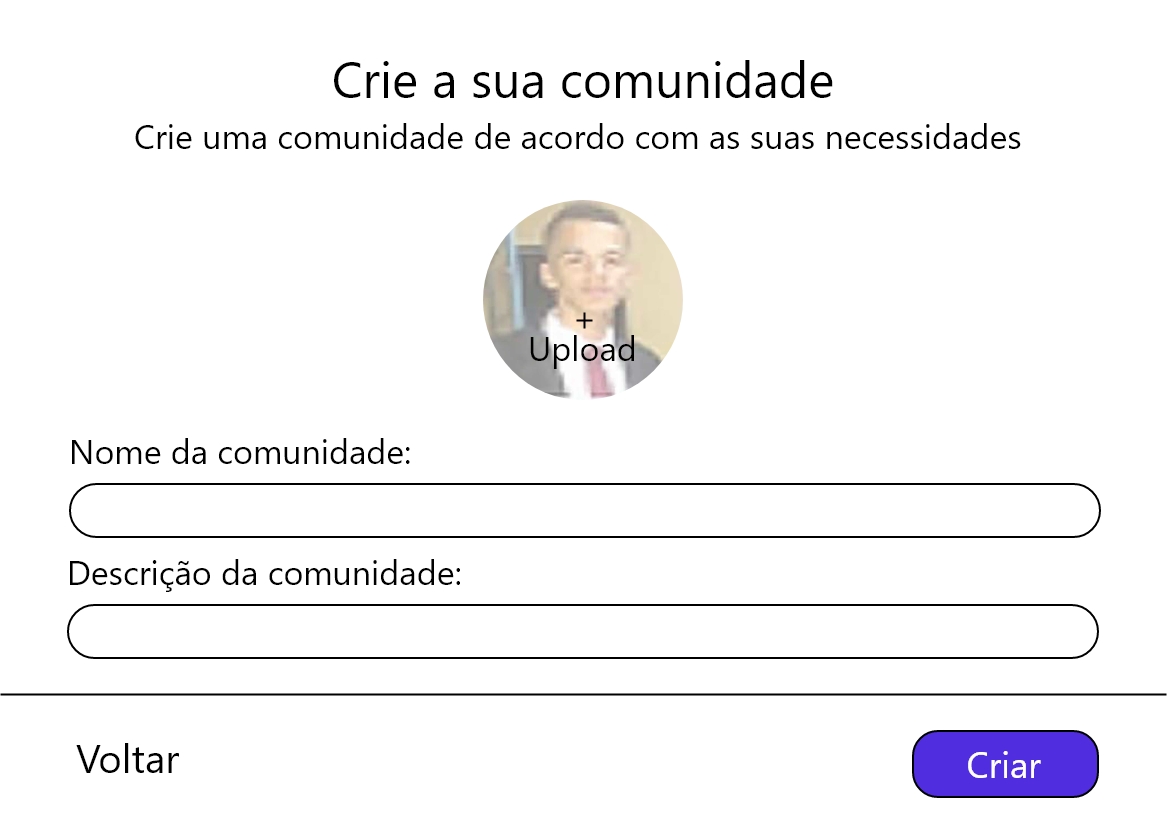 Crie a sua comunidade
Crie uma comunidade de acordo com as suas necessidades
+
Upload
Nome da comunidade:
Descrição da comunidade:
Voltar
Criar